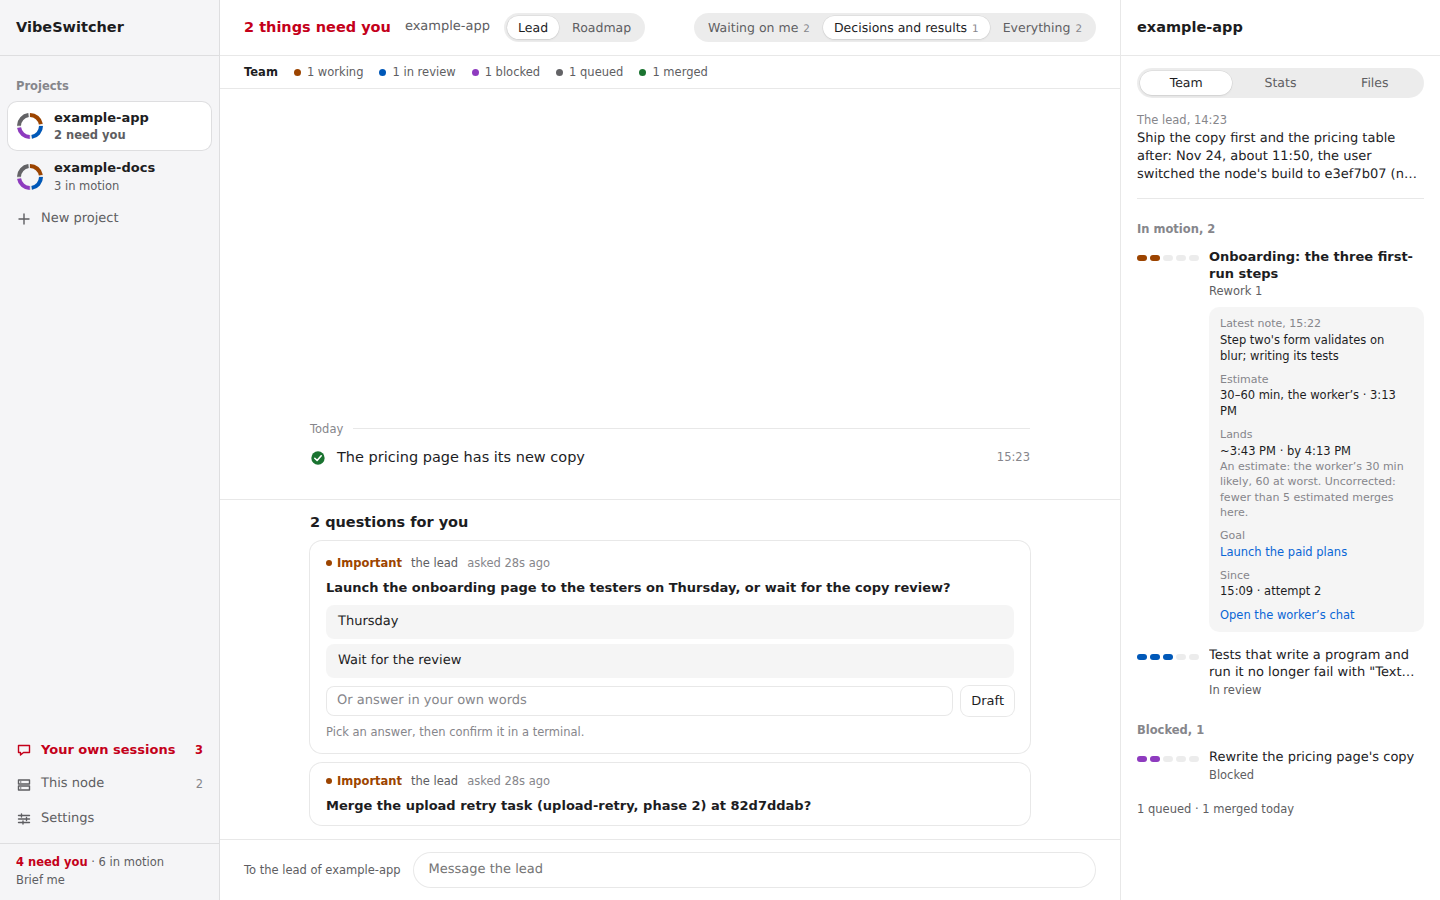 VibeSwitcher
Projects
example-app
2 need you
example-docs
3 in motion
New project
Your own sessions 3
This node 2
Settings
4 need you · 6 in motion
Brief me
2 things need you example-app Lead Roadmap
Waiting on me 2 Decisions and results 1 Everything 2
Team 1 working 1 in review 1 blocked 1 queued 1 merged
Today
The pricing page has its new copy 15:23
2 questions for you
Important the lead asked 28s ago
Launch the onboarding page to the testers on Thursday, or wait for the copy review?
Thursday
Wait for the review
Or answer in your own words Draft
Pick an answer, then confirm it in a terminal.
Important the lead asked 28s ago
Merge the upload retry task (upload-retry, phase 2) at 82d7ddab?
To the lead of example-app Message the lead
example-app
Team Stats Files
The lead, 14:23
Ship the copy first and the pricing table
after: Nov 24, about 11:50, the user
switched the node's build to e3ef7b07 (n…
In motion, 2
Onboarding: the three first-
run steps
Rework 1
Latest note, 15:22
Step two's form validates on
blur; writing its tests
Estimate
30–60 min, the worker’s · 3:13
PM
Lands
~3:43 PM · by 4:13 PM
An estimate: the worker’s 30 min
likely, 60 at worst. Uncorrected:
fewer than 5 estimated merges
here.
Goal
Launch the paid plans
Since
15:09 · attempt 2
Open the worker’s chat
Tests that write a program and
run it no longer fail with "Text…
In review
Blocked, 1
Rewrite the pricing page's copy
Blocked
1 queued · 1 merged today